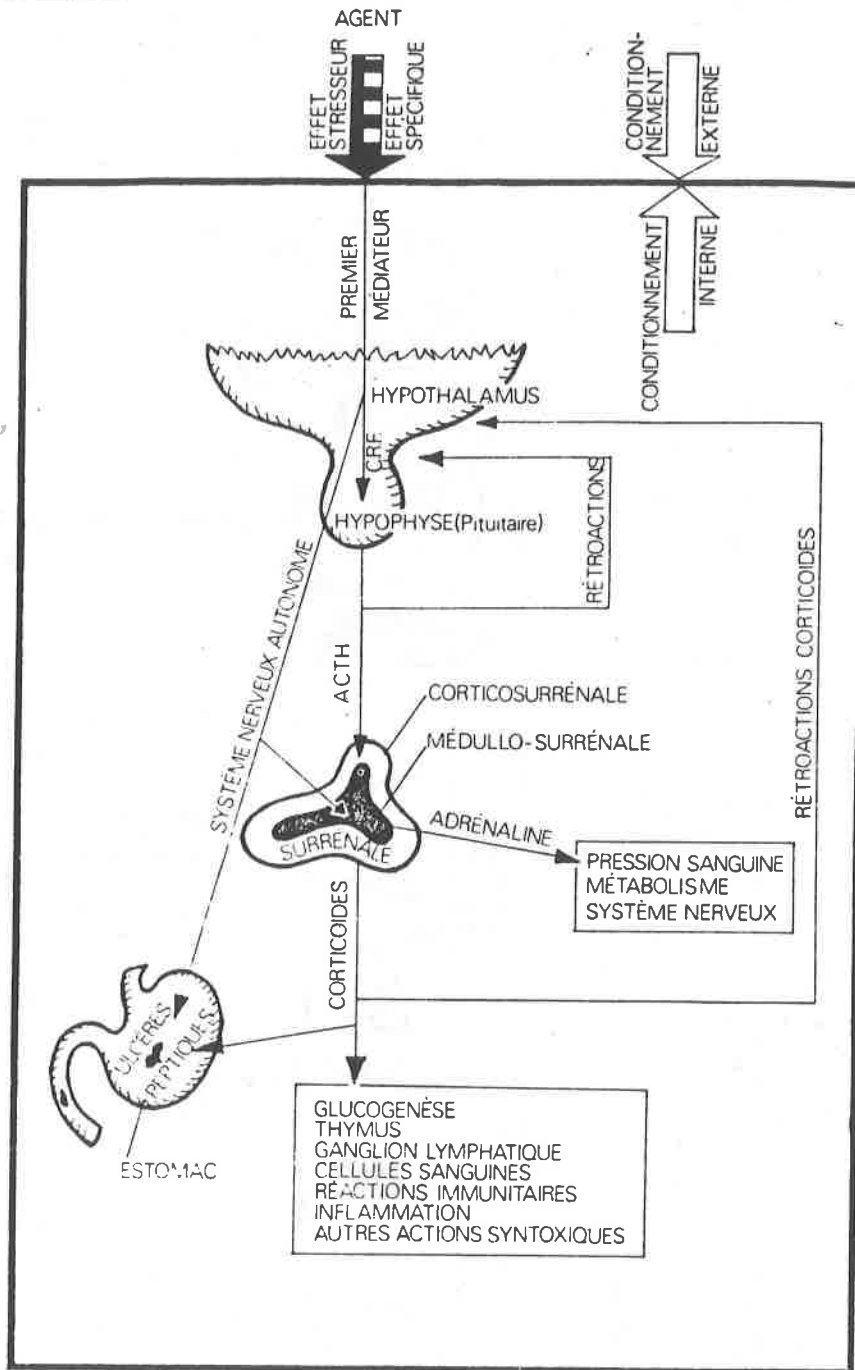 AGENT
EFFET
STRESSEUR
EFFET
SPÉCIFIQUE
CONDITION-
NEMENT
EXTERNE
CONDITIONNEMENT
INTERNE
PREMIER
MÉDIATEUR
HYPOTHALAMUS
CRF
HYPOPHYSE (Pituitaire)
RÉTROACTIONS
SYSTÈME NERVEUX AUTONOME
ACTH
RÉTROACTIONS CORTICOIDES
CORTICOSURRÉNALE
MÉDULLO-SURRÉNALE
SURRÉNALE
ADRÉNALINE
PRESSION SANGUINE
MÉTABOLISME
SYSTÈME NERVEUX
CORTICOIDES
ULCÈRES
PEPTIQUES
ESTOMAC
GLUCOGENÈSE
THYMUS
GANGLION LYMPHATIQUE
CELLULES SANGUINES
RÉACTIONS IMMUNITAIRES
INFLAMMATION
AUTRES ACTIONS SYNTOXIQUES